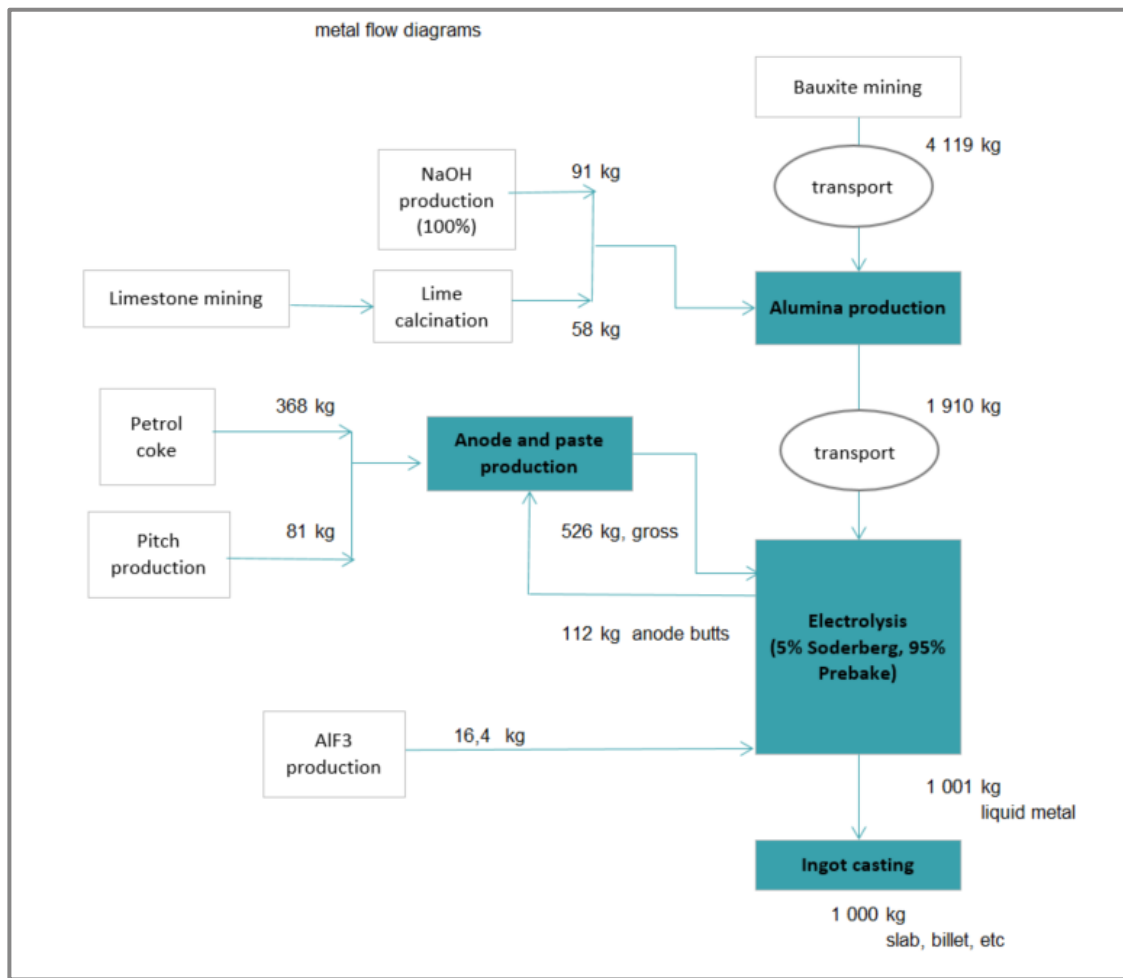 metal flow diagrams
Bauxite mining
4 119 kg
transport
NaOH
production
(100%)
91 kg
Limestone mining
Lime
calcination
58 kg
Alumina production
1 910 kg
transport
Petrol
coke
368 kg
Anode and paste
production
Pitch
production
81 kg
526 kg, gross
112 kg anode butts
Electrolysis
(5% Soderberg, 95%
Prebake)
AlF3
production
16,4 kg
1 001 kg
liquid metal
Ingot casting
1 000 kg
slab, billet, etc